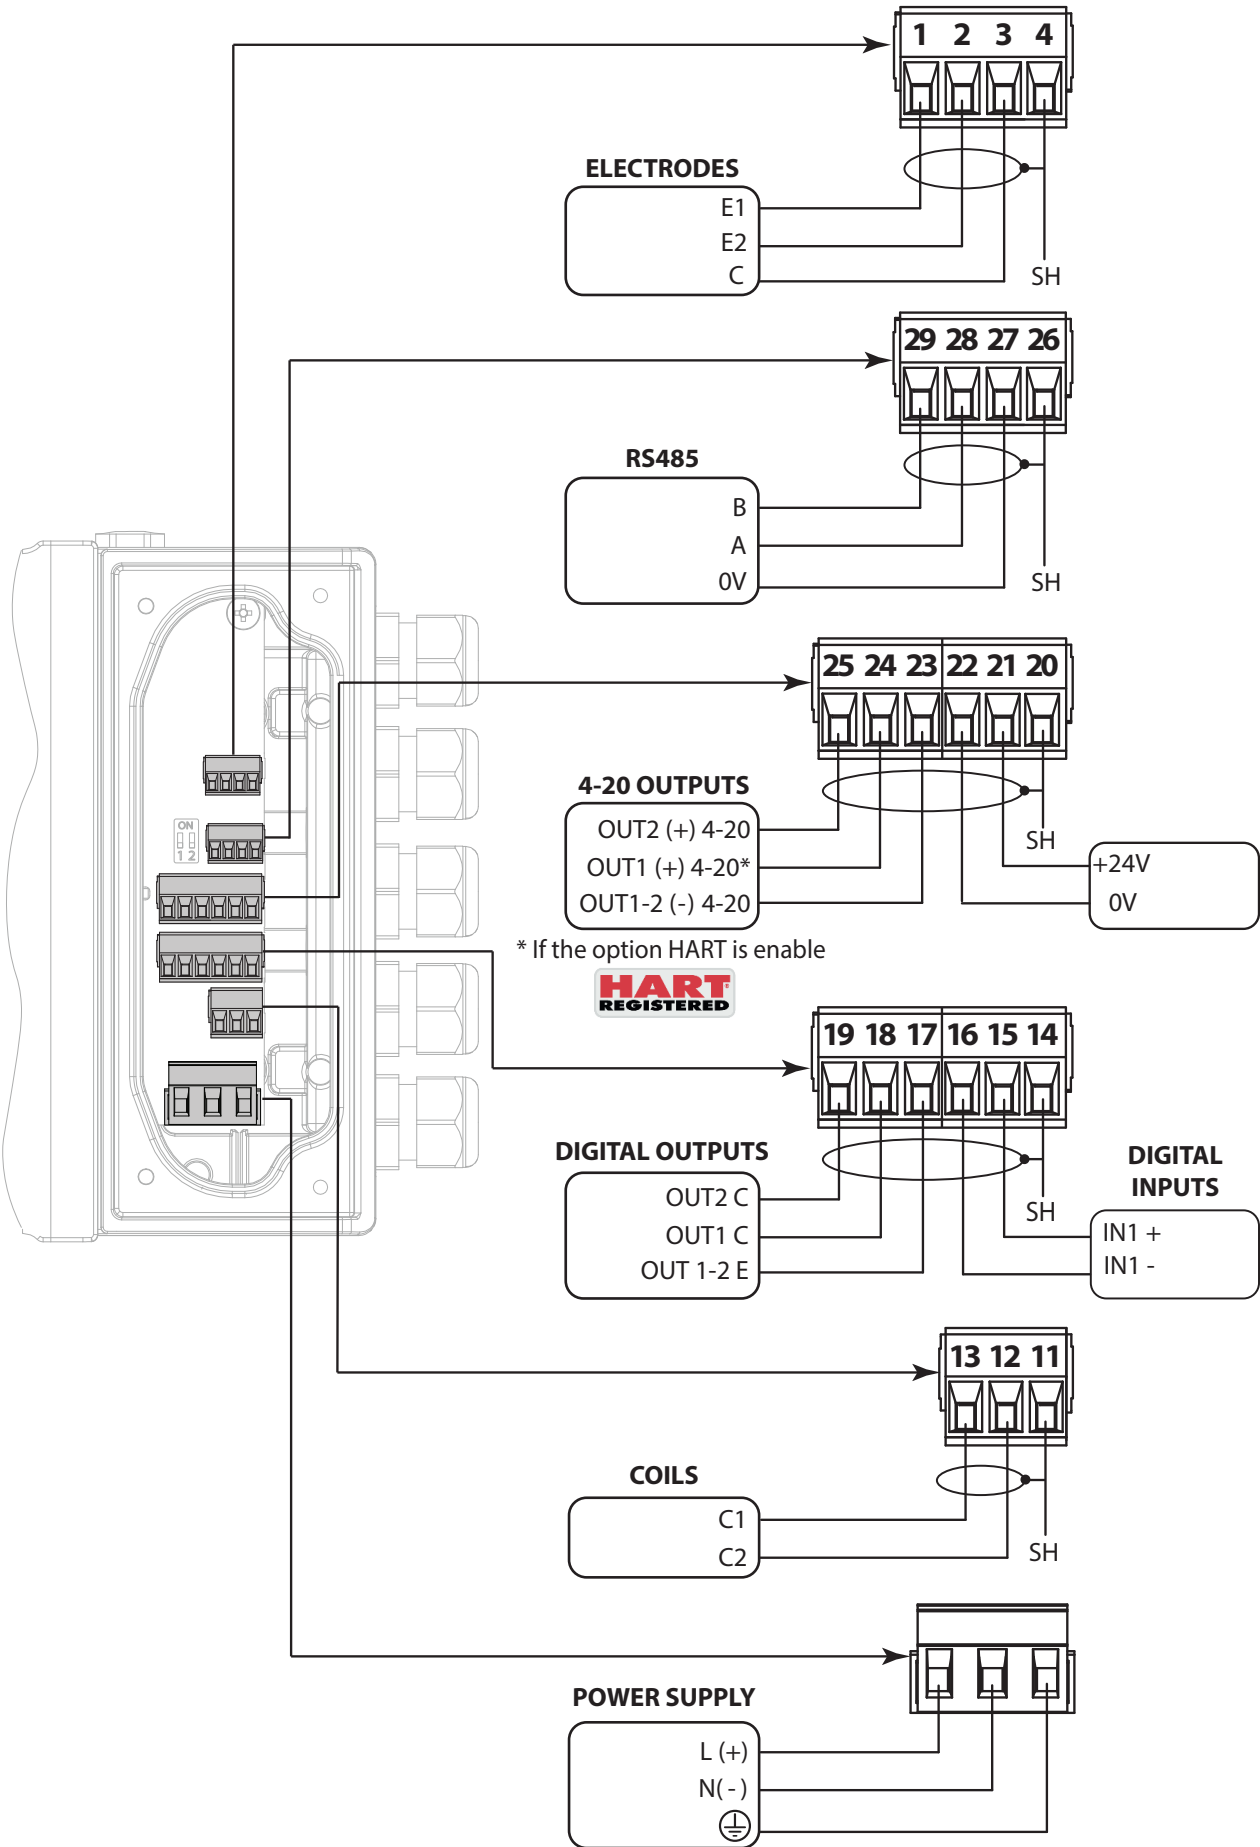 1 2 3 4
ELECTRODES
E1
E2
C
SH
29 28 27 26
RS485
B
A
0V
SH
25 24 23 22 21 20
4-20 OUTPUTS
OUT2 (+) 4-20
OUT1 (+) 4-20*
OUT1-2 (-) 4-20
SH
+24V
0V
* If the option HART is enable
HART
REGISTERED
ON
1 2
19 18 17 16 15 14
DIGITAL OUTPUTS
OUT2 C
OUT1 C
OUT 1-2 E
SH
DIGITAL
INPUTS
IN1 +
IN1 -
13 12 11
COILS
C1
C2
SH
POWER SUPPLY
L (+)
N( - )